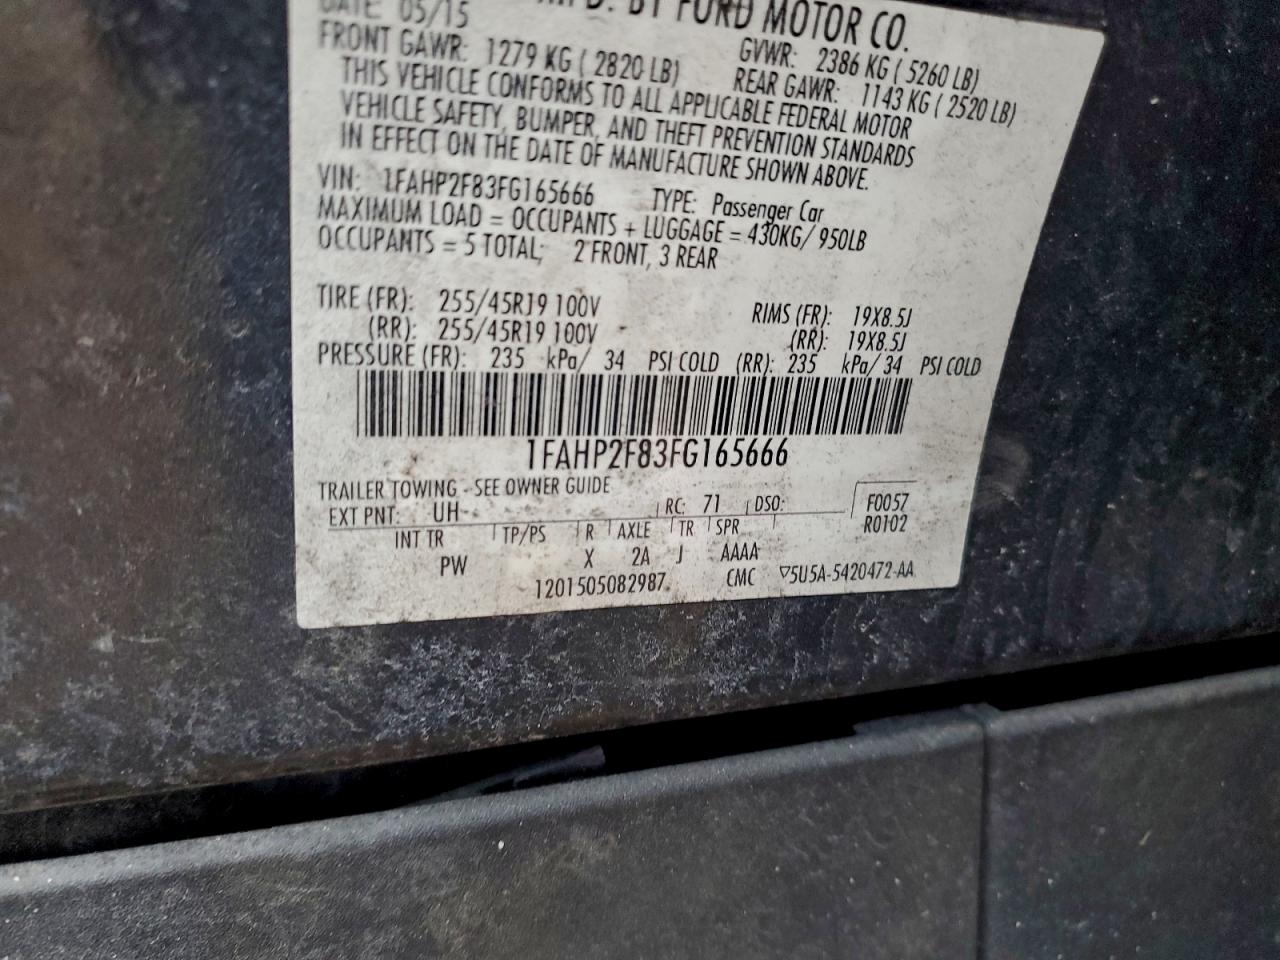 DATE: 05/15 MFD. BY FORD MOTOR CO.
FRONT GAWR: 1279 KG ( 2820 LB) GVWR: 2386 KG ( 5260 LB)
REAR GAWR: 1143 KG ( 2520 LB)
THIS VEHICLE CONFORMS TO ALL APPLICABLE FEDERAL MOTOR
VEHICLE SAFETY, BUMPER, AND THEFT PREVENTION STANDARDS
IN EFFECT ON THE DATE OF MANUFACTURE SHOWN ABOVE.
VIN: 1FAHP2F83FG165666 TYPE: Passenger Car
MAXIMUM LOAD = OCCUPANTS + LUGGAGE = 430KG/ 950LB
OCCUPANTS = 5 TOTAL; 2 FRONT, 3 REAR
TIRE (FR): 255/45R19 100V RIMS (FR): 19X8.5J
(RR): 255/45R19 100V (RR): 19X8.5J
PRESSURE (FR): 235 kPa/ 34 PSI COLD (RR): 235 kPa/ 34 PSI COLD
1FAHP2F83FG165666
TRAILER TOWING - SEE OWNER GUIDE
EXT PNT: UH RC: 71 DSO: F0057
R0102
INT TR TP/PS R AXLE TR SPR
PW X 2A J AAAA
1201505082987 CMC ▽5U5A-5420472-AA